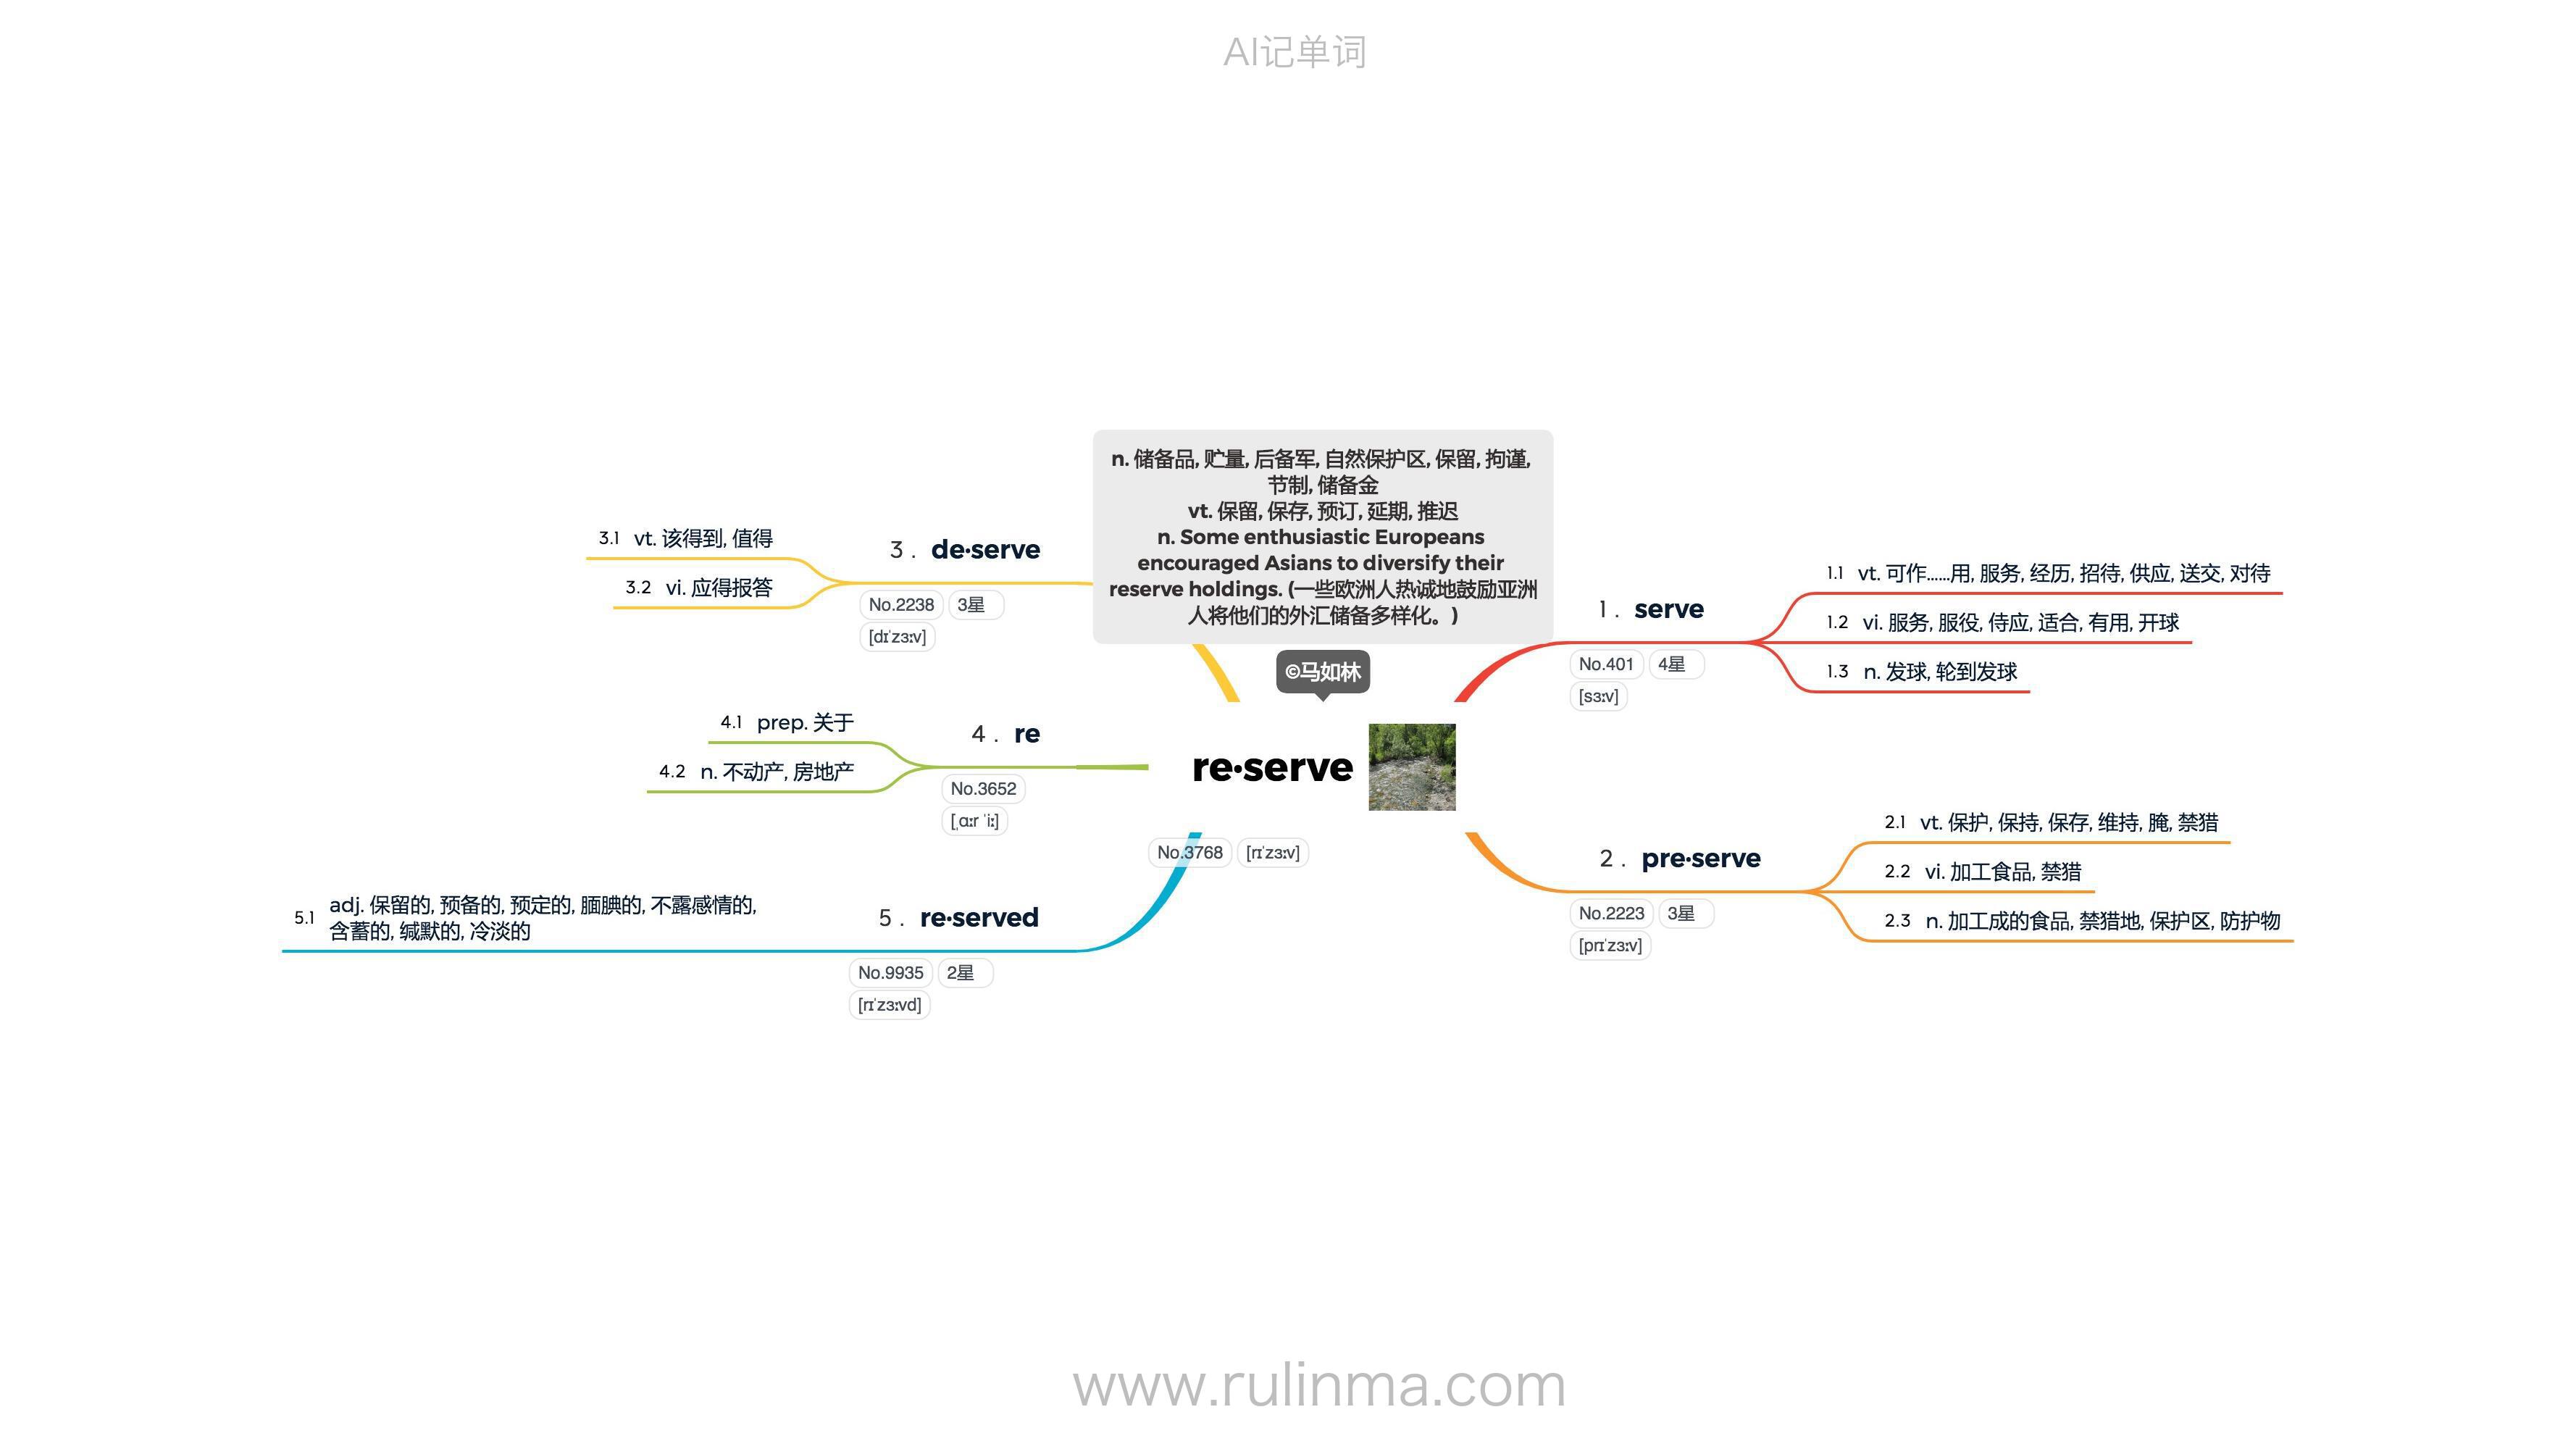 AI记单词
n. 储备品, 贮量, 后备军, 自然保护区, 保留, 拘谨,
节制, 储备金
vt. 保留, 保存, 预订, 延期, 推迟
n. Some enthusiastic Europeans
encouraged Asians to diversify their
reserve holdings. (一些欧洲人热诚地鼓励亚洲
人将他们的外汇储备多样化。)
©马如林
re·serve
No.3768 [rɪˈzɜːv]
1 . serve
No.401 4星
[sɜːv]
1.1 vt. 可作......用, 服务, 经历, 招待, 供应, 送交, 对待
1.2 vi. 服务, 服役, 侍应, 适合, 有用, 开球
1.3 n. 发球, 轮到发球
2 . pre·serve
No.2223 3星
[prɪˈzɜːv]
2.1 vt. 保护, 保持, 保存, 维持, 腌, 禁猎
2.2 vi. 加工食品, 禁猎
2.3 n. 加工成的食品, 禁猎地, 保护区, 防护物
3 . de·serve
No.2238 3星
[dɪˈzɜːv]
3.1 vt. 该得到, 值得
3.2 vi. 应得报答
4 . re
No.3652
[ˌɑːr ˈiː]
4.1 prep. 关于
4.2 n. 不动产, 房地产
5 . re·served
No.9935 2星
[rɪˈzɜːvd]
5.1 adj. 保留的, 预备的, 预定的, 腼腆的, 不露感情的,
含蓄的, 缄默的, 冷淡的
www.rulinma.com